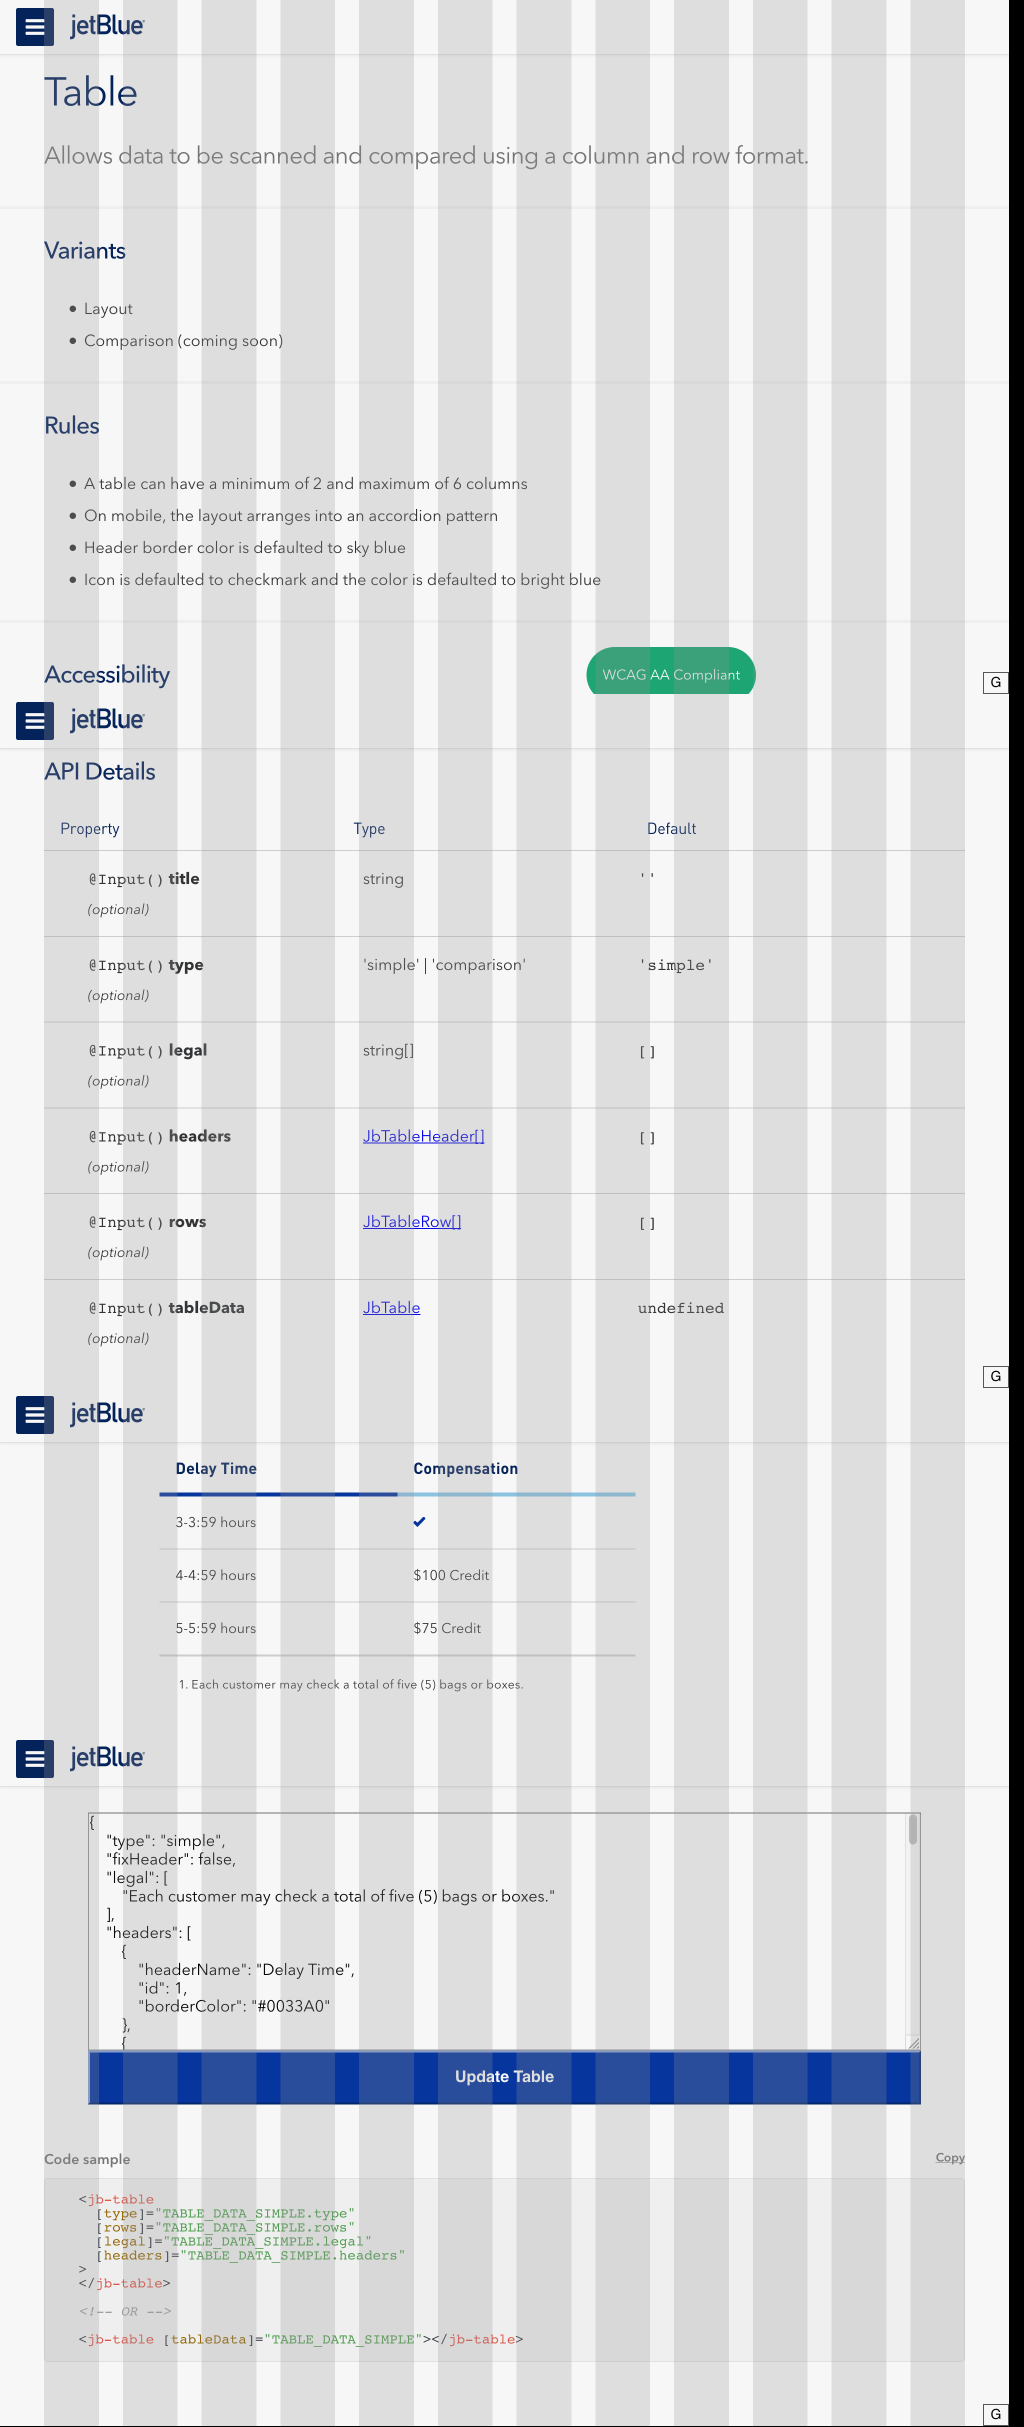 jetBlue
Table
Allows data to be scanned and compared using a column and row format.
Variants
• Layout
• Comparison (coming soon)
Rules
• A table can have a minimum of 2 and maximum of 6 columns
• On mobile, the layout arranges into an accordion pattern
• Header border color is defaulted to sky blue
• Icon is defaulted to checkmark and the color is defaulted to bright blue
Accessibility WCAG AA Compliant
G
jetBlue
API Details
Property Type Default
@Input() title string ''
(optional)
@Input() type 'simple' | 'comparison' 'simple'
(optional)
@Input() legal string[] []
(optional)
@Input() headers JbTableHeader[] []
(optional)
@Input() rows JbTableRow[] []
(optional)
@Input() tableData JbTable undefined
(optional)
G
jetBlue
Delay Time Compensation
3-3:59 hours ✔
4-4:59 hours $100 Credit
5-5:59 hours $75 Credit
1. Each customer may check a total of five (5) bags or boxes.
jetBlue
{
"type": "simple",
"fixHeader": false,
"legal": [
"Each customer may check a total of five (5) bags or boxes."
],
"headers": [
{
"headerName": "Delay Time",
"id": 1,
"borderColor": "#0033A0"
},
{
Update Table
Code sample Copy
<jb-table
[type]="TABLE_DATA_SIMPLE.type"
[rows]="TABLE_DATA_SIMPLE.rows"
[legal]="TABLE_DATA_SIMPLE.legal"
[headers]="TABLE_DATA_SIMPLE.headers"
>
</jb-table>
<!-- OR -->
<jb-table [tableData]="TABLE_DATA_SIMPLE"></jb-table>
G